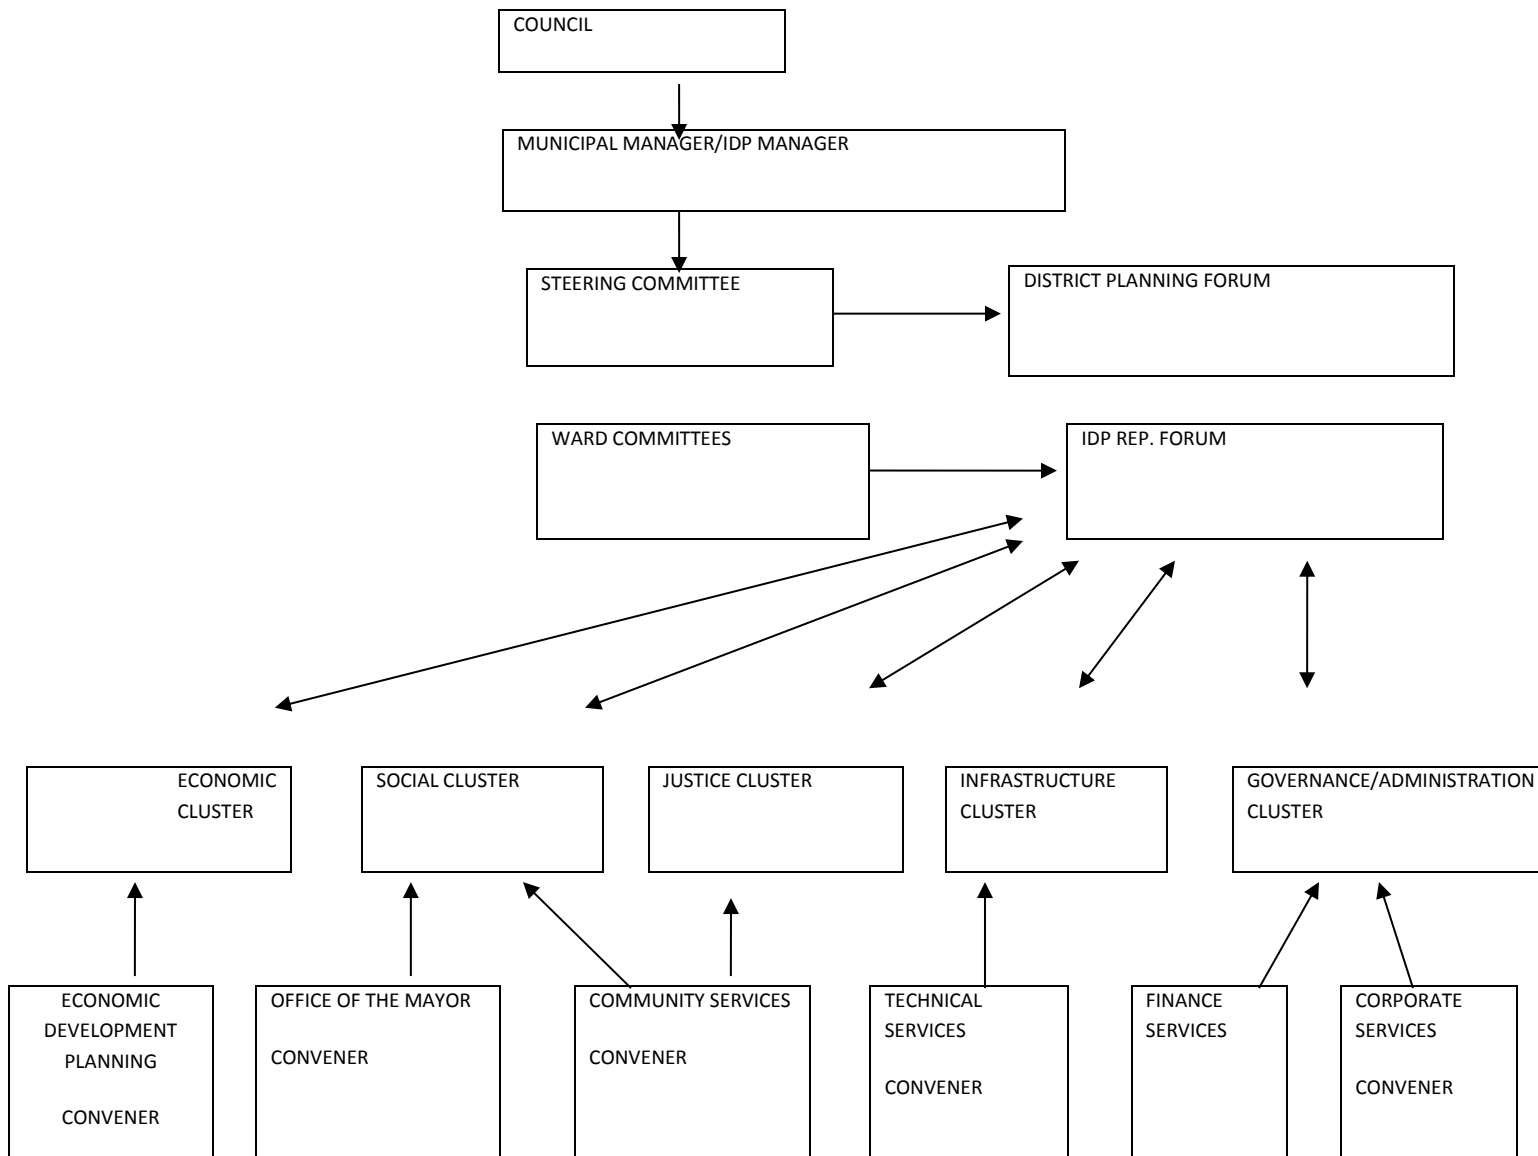 COUNCIL
MUNICIPAL MANAGER/IDP MANAGER
STEERING COMMITTEE
DISTRICT PLANNING FORUM
WARD COMMITTEES
IDP REP. FORUM
ECONOMIC
CLUSTER
SOCIAL CLUSTER
JUSTICE CLUSTER
INFRASTRUCTURE
CLUSTER
GOVERNANCE/ADMINISTRATION
CLUSTER
ECONOMIC
DEVELOPMENT
PLANNING
CONVENER
OFFICE OF THE MAYOR
CONVENER
COMMUNITY SERVICES
CONVENER
TECHNICAL
SERVICES
CONVENER
FINANCE
SERVICES
CORPORATE
SERVICES
CONVENER